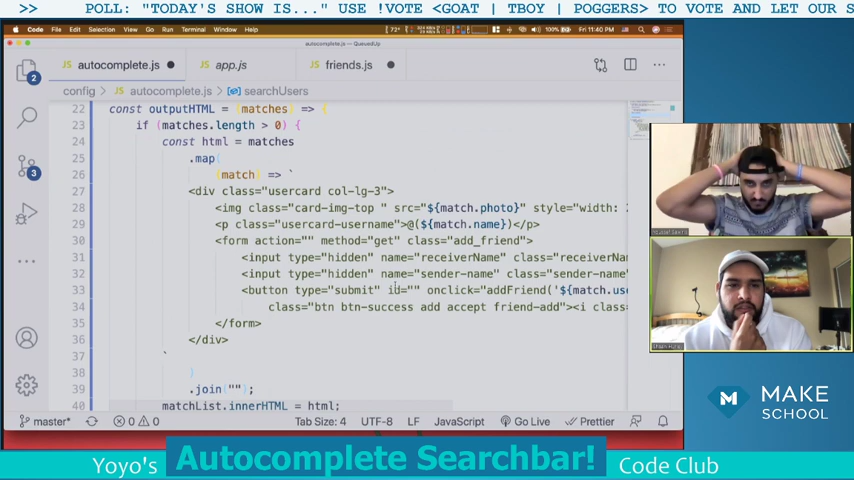 >> POLL: "TODAY'S SHOW IS..." USE !VOTE <GOAT | TBOY | POGGERS> TO VOTE AND LET OUR S
Code File Edit Selection View Go Run Terminal Window Help 100% Fri 11:40 PM
autocomplete.js — QueuedUp
autocomplete.js app.js friends.js
config > autocomplete.js > searchUsers
22 const outputHTML = (matches) => {
23 if (matches.length > 0) {
24 const html = matches
25 .map(
26 (match) => `
27 <div class="usercard col-lg-3">
28 <img class="card-img-top " src="${match.photo}" style="width: 2
29 <p class="usercard-username">@(${match.name})</p>
30 <form action="" method="get" class="add_friend">
31 <input type="hidden" name="receiverName" class="receiverNam
32 <input type="hidden" name="sender-name" class="sender-name"
33 <button type="submit" id="" onclick="addFriend('${match.use
34 class="btn btn-success add accept friend-add"><i clas
35 </form>
36 </div>
37 `
38 )
39 .join("");
40 matchList.innerHTML = html;
2
3
master* 0 0 Tab Size: 4 UTF-8 LF JavaScript Go Live Prettier
MAKE
SCHOOL
Yoyo's Autocomplete Searchbar! Code Club